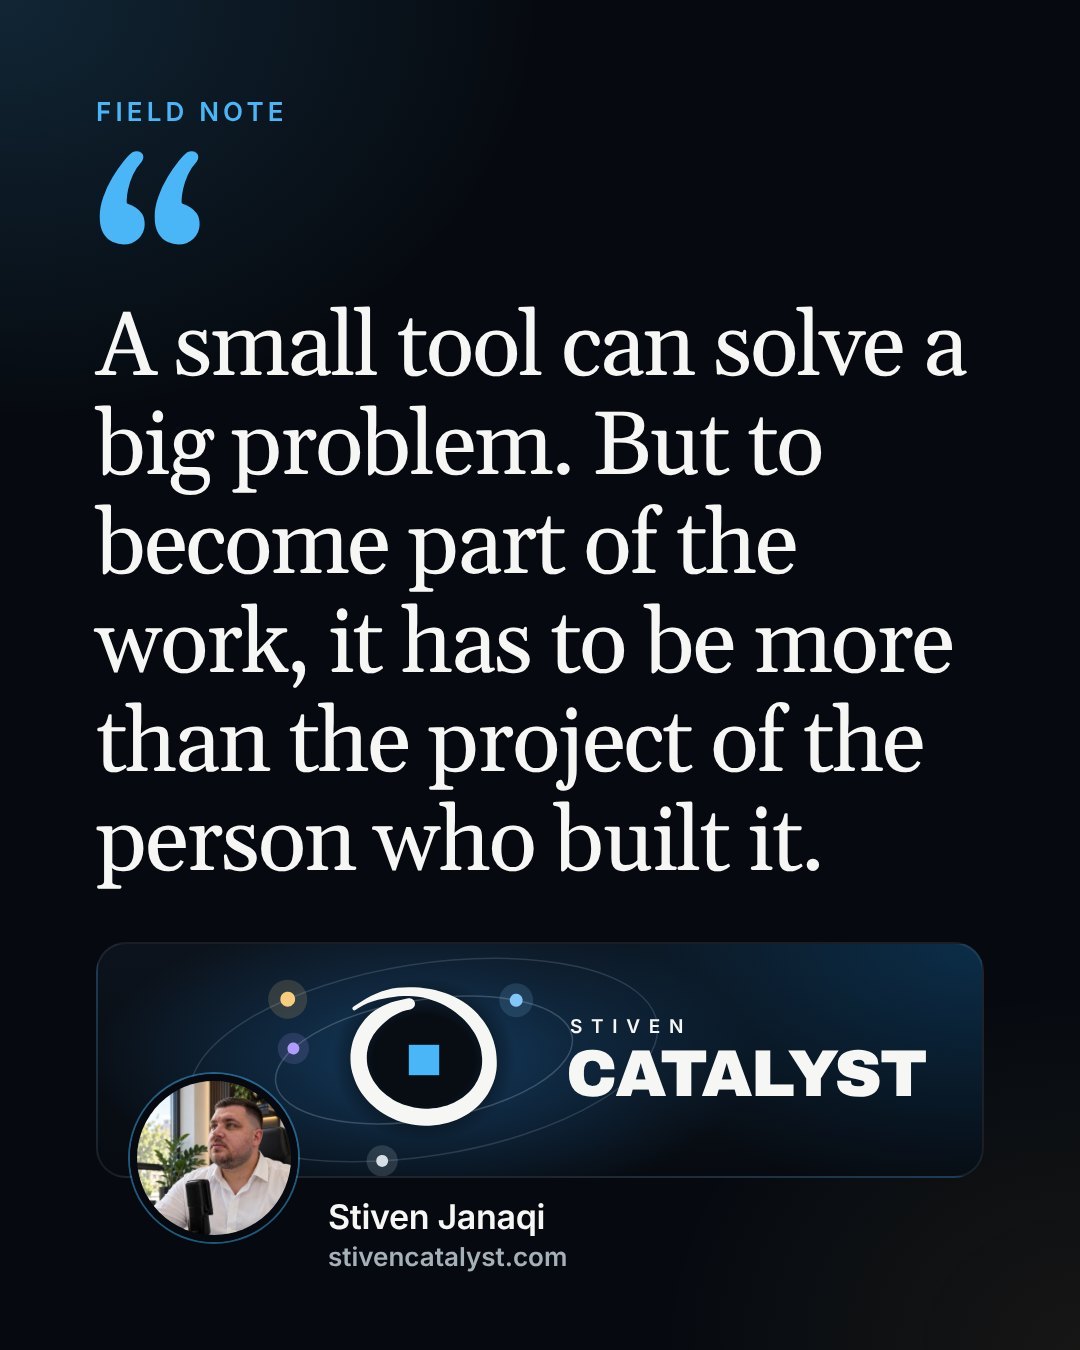 FIELD NOTE
“
A small tool can solve a
big problem. But to
become part of the
work, it has to be more
than the project of the
person who built it.
STIVEN
CATALYST
Stiven Janaqi
stivencatalyst.com